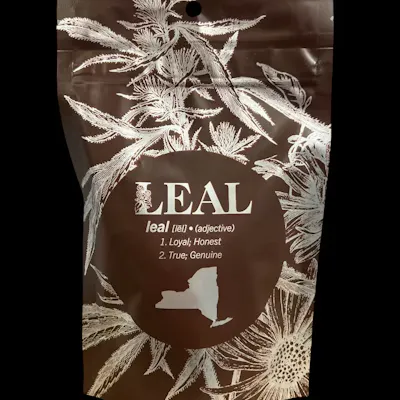 LEAL
leal [lēl] • (adjective)
1. Loyal; Honest
2. True; Genuine